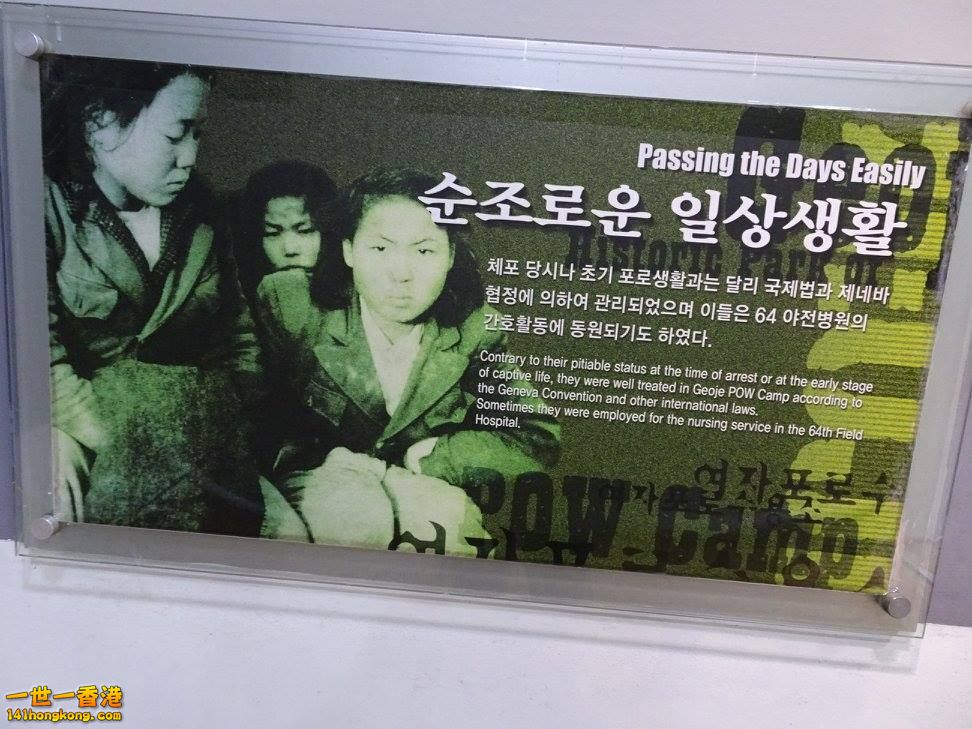 Passing the Days Easily
순조로운 일상생활
Historic Park of
체포 당시나 초기 포로생활과는 달리 국제법과 제네바
협정에 의하여 관리되었으며 이들은 64 야전병원의
간호활동에 동원되기도 하였다.
Contrary to their pitiable status at the time of arrest or at the early stage
of captive life, they were well treated in Geoje POW Camp according to
the Geneva Convention and other international laws.
Sometimes they were employed for the nursing service in the 64th Field
Hospital.
여자포로수
POW Camp
一世一香港
141hongkong.com